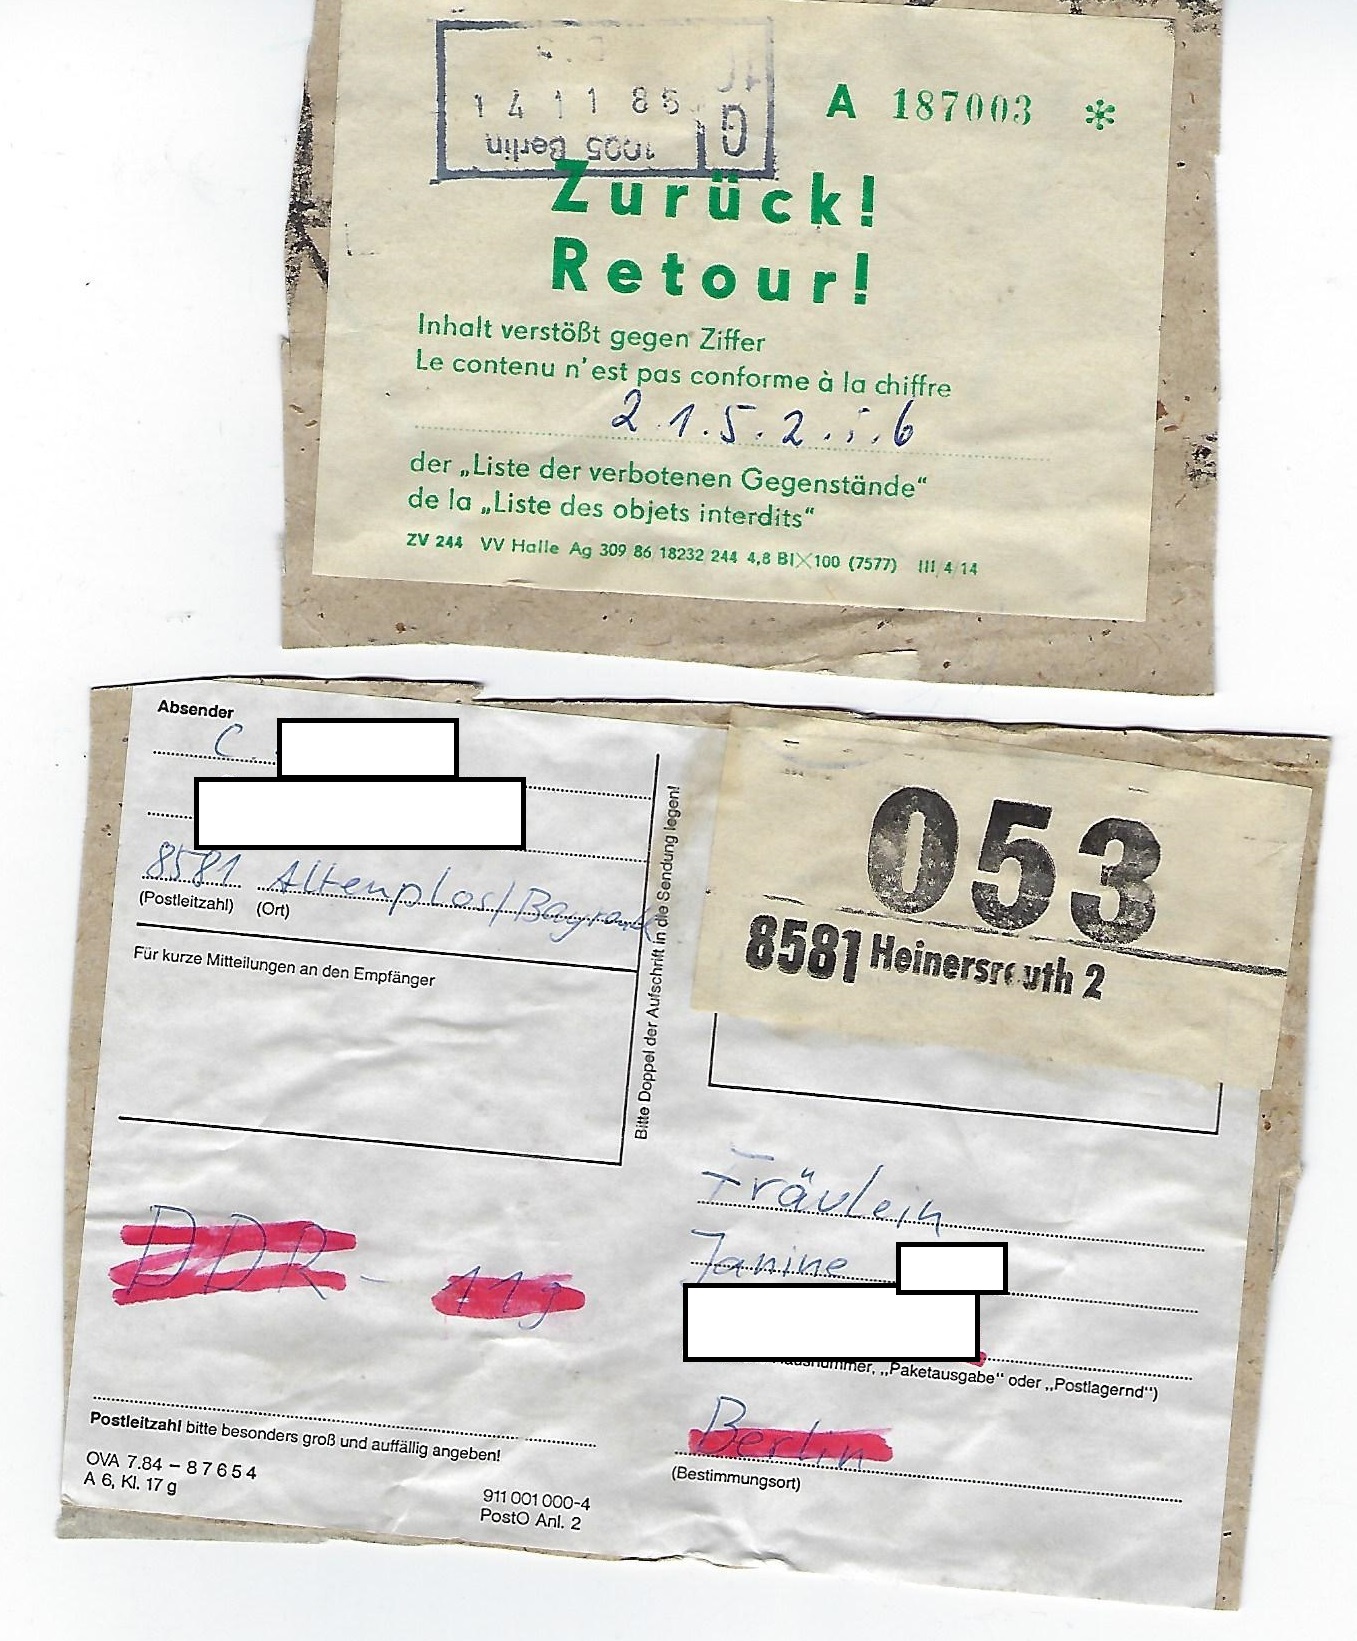 14 11 85
1005 Berlin
G
A 187003 *
Zurück!
Retour!
Inhalt verstößt gegen Ziffer
Le contenu n'est pas conforme à la chiffre
2.1.5.2.;.6
der „Liste der verbotenen Gegenstände“
de la „Liste des objets interdits“
ZV 244 VV Halle Ag 309 86 18232 244 4,8 Bl X 100 (7577) III 4 14
Absender
C.
8581 Altenplos/Bayreuth
(Postleitzahl) (Ort)
Für kurze Mitteilungen an den Empfänger
Bitte Doppel der Aufschrift in die Sendung legen!
053
8581 Heinersreuth 2
Fräulein
Janine
Hausnummer, „Paketausgabe“ oder „Postlagernd“)
DDR - 11g
Berlin
(Bestimmungsort)
Postleitzahl bitte besonders groß und auffällig angeben!
OVA 7.84 – 87654
A 6, Kl. 17 g
911 001 000-4
PostO Anl. 2